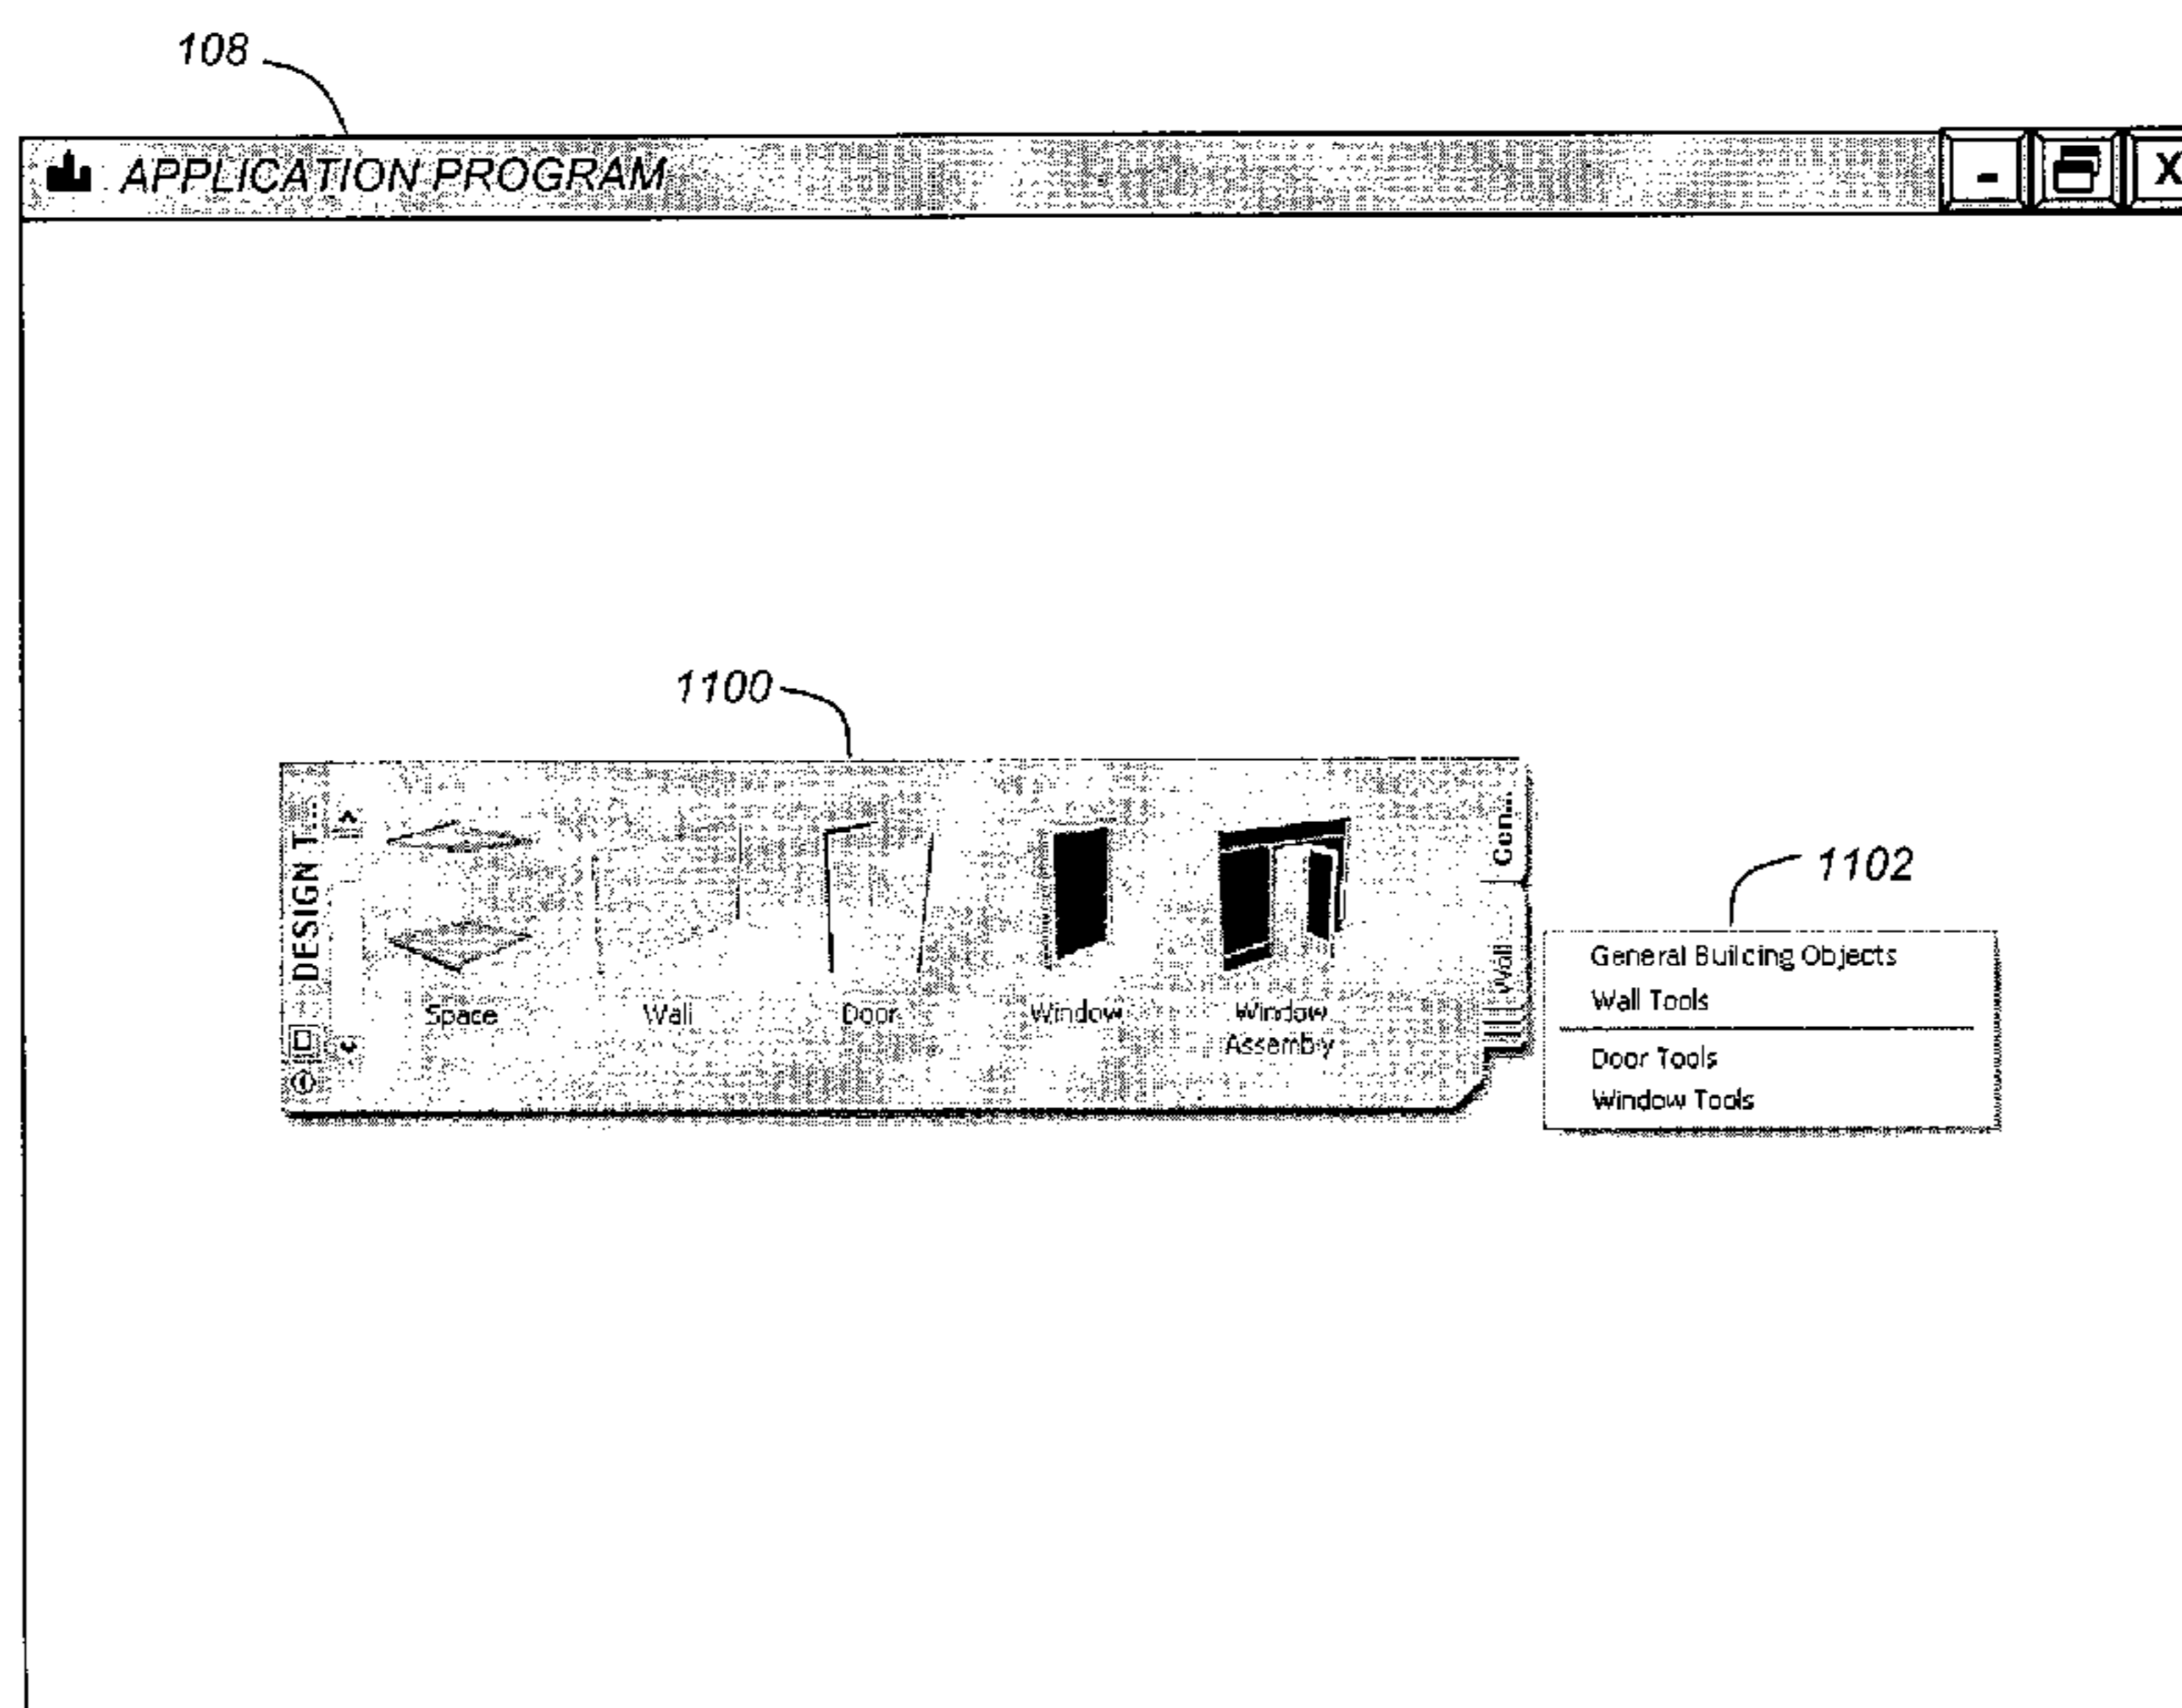 108
APPLICATION PROGRAM
- X
1100
DESIGN T...
Space
Wall
Door
Window
Window
Assembly
Gen...
Wall...
1102
General Building Objects
Wall Tools
Door Tools
Window Tools